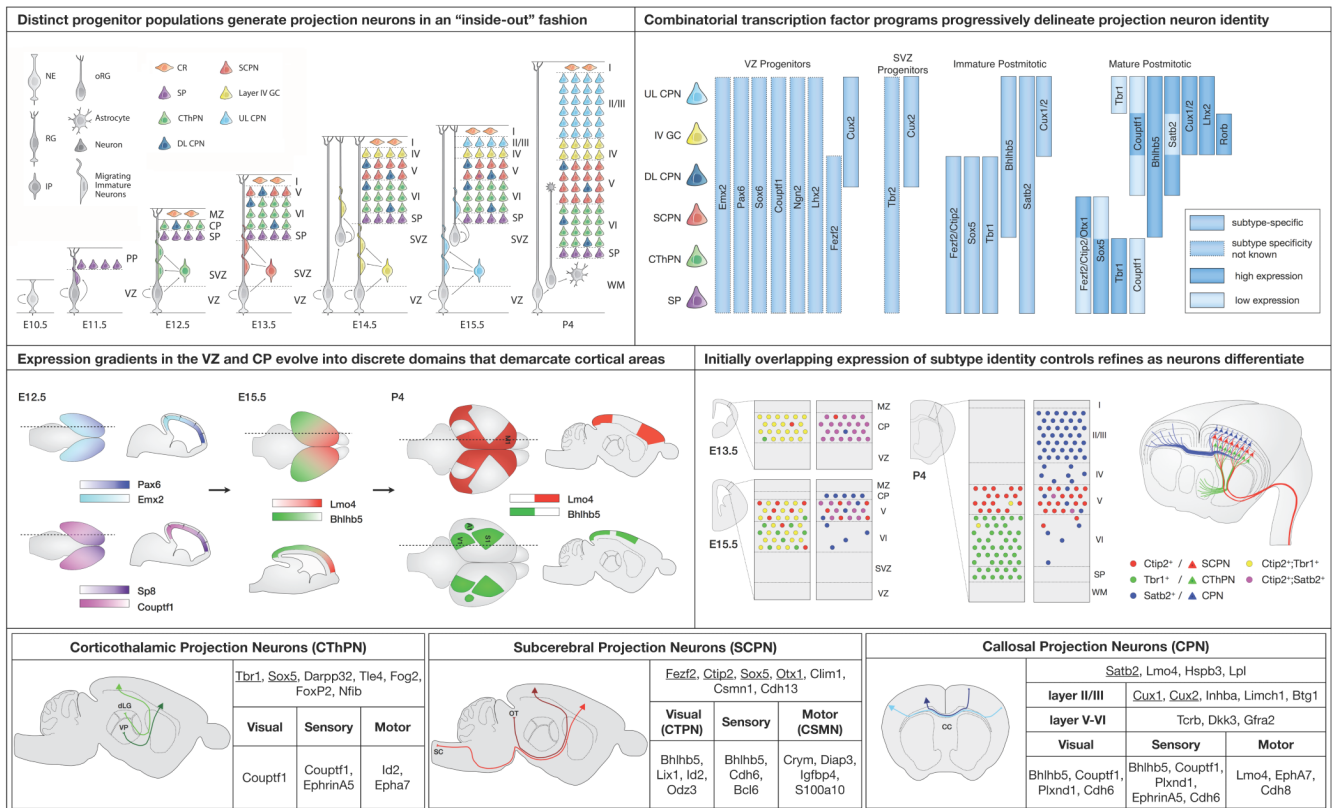 Distinct progenitor populations generate projection neurons in an “inside-out” fashion
NE
oRG
RG
Astrocyte
Neuron
IP
Migrating
Immature
Neurons
CR
SCPN
SP
Layer IV GC
CThPN
UL CPN
DL CPN
PP
VZ
MZ
CP
SP
SVZ
VZ
I
V
VI
SP
SVZ
VZ
I
IV
V
VI
SP
SVZ
VZ
I
II/III
IV
V
VI
SP
SVZ
VZ
I
II/III
IV
V
VI
SP
WM
E10.5
E11.5
E12.5
E13.5
E14.5
E15.5
P4
Combinatorial transcription factor programs progressively delineate projection neuron identity
VZ Progenitors
SVZ
Progenitors
Immature Postmitotic
Mature Postmitotic
UL CPN
IV GC
DL CPN
SCPN
CThPN
SP
Emx2
Pax6
Sox6
Couptf1
Ngn2
Lhx2
Fezf2
Cux2
Tbr2
Cux2
Fezf2/Ctip2
Sox5
Tbr1
Bhlhb5
Satb2
Cux1/2
Fezf2/Ctip2/Otx1
Sox5
Tbr1
Tbr1
Couptf1
Couptf1
Bhlhb5
Satb2
Cux1/2
Lhx2
Rorb
subtype-specific
subtype specificity
not known
high expression
low expression
Expression gradients in the VZ and CP evolve into discrete domains that demarcate cortical areas
E12.5
E15.5
P4
Pax6
Emx2
Sp8
Couptf1
Lmo4
Bhlhb5
M1
Lmo4
Bhlhb5
A1
V1
S1
Initially overlapping expression of subtype identity controls refines as neurons differentiate
E13.5
MZ
CP
VZ
E15.5
MZ
CP
V
VI
SVZ
VZ
P4
I
II/III
IV
V
VI
SP
WM
Ctip2+ / SCPN
Ctip2+;Tbr1+
Tbr1+ / CThPN
Ctip2+;Satb2+
Satb2+ / CPN
Corticothalamic Projection Neurons (CThPN)
dLG
VP
Tbr1, Sox5, Darpp32, Tle4, Fog2,
FoxP2, Nfib
Visual
Sensory
Motor
Couptf1
Couptf1,
EphrinA5
Id2,
Epha7
Subcerebral Projection Neurons (SCPN)
OT
SC
Fezf2, Ctip2, Sox5, Otx1, Clim1,
Csmn1, Cdh13
Visual
(CTPN)
Sensory
Motor
(CSMN)
Bhlhb5,
Lix1, Id2,
Odz3
Bhlhb5,
Cdh6,
Bcl6
Crym, Diap3,
Igfbp4,
S100a10
Callosal Projection Neurons (CPN)
CC
Satb2, Lmo4, Hspb3, Lpl
layer II/III
Cux1, Cux2, Inhba, Limch1, Btg1
layer V-VI
Tcrb, Dkk3, Gfra2
Visual
Sensory
Motor
Bhlhb5, Couptf1,
Plxnd1, Cdh6
Bhlhb5, Couptf1,
Plxnd1,
EphrinA5, Cdh6
Lmo4, EphA7,
Cdh8